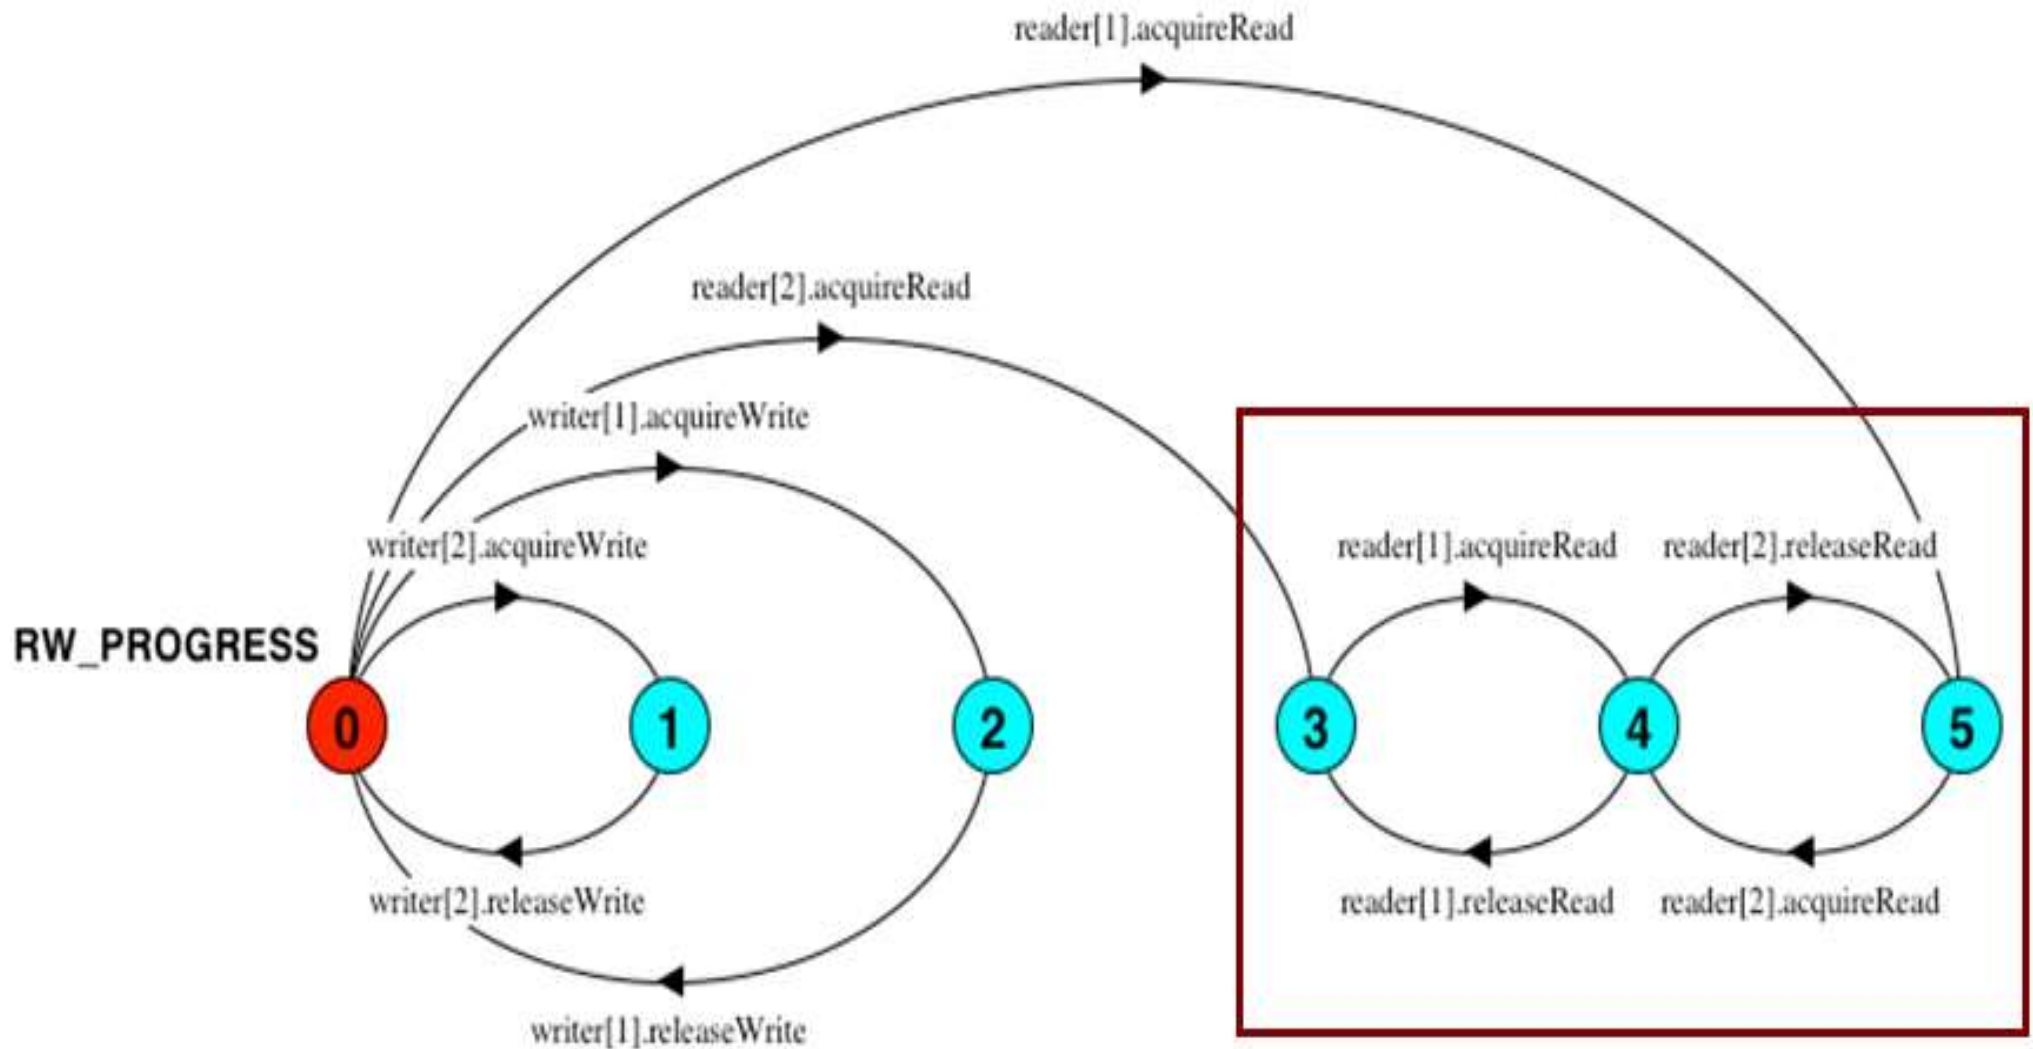 reader[1].acquireRead
reader[2].acquireRead
writer[1].acquireWrite
writer[2].acquireWrite
reader[1].acquireRead reader[2].releaseRead
RW_PROGRESS
0 1 2 3 4 5
writer[2].releaseWrite reader[1].releaseRead reader[2].acquireRead
writer[1].releaseWrite